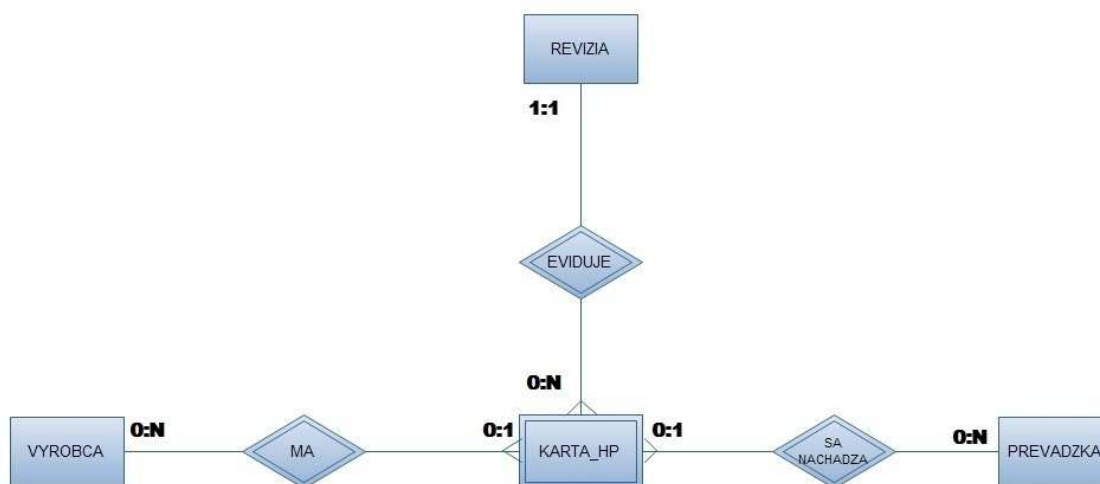 REVIZIA
1:1
EVIDUJE
0:N
VYROBCA
0:N
MA
0:1
KARTA_HP
0:1
SA
NACHADZA
0:N
PREVADZKA